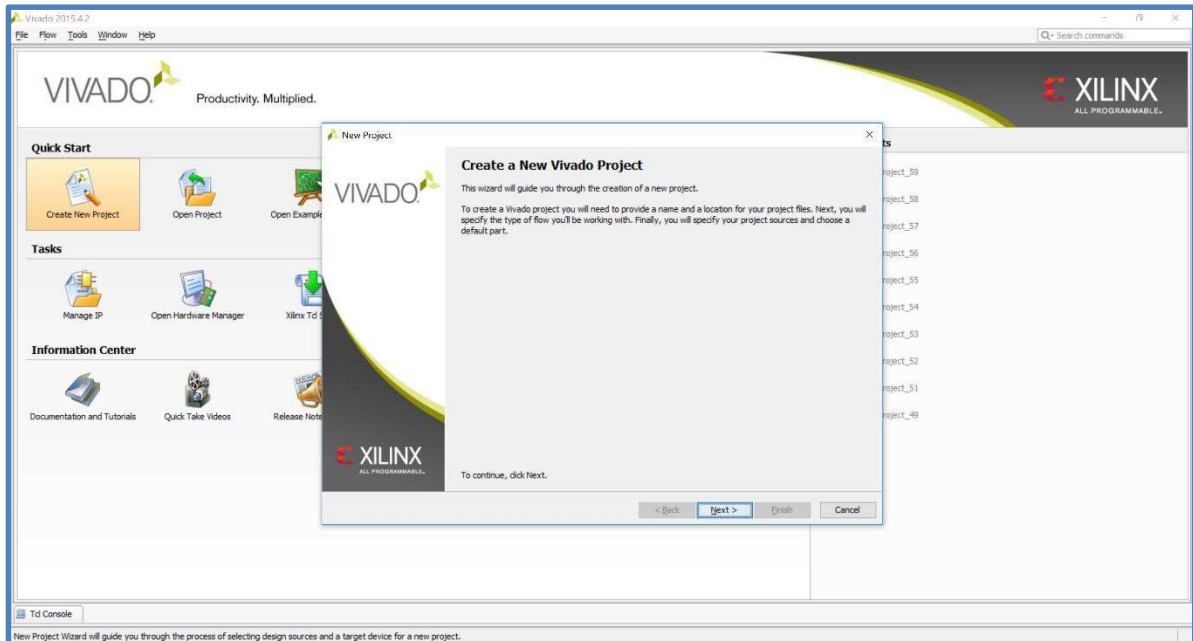 Vivado 2015.4.2
File Flow Tools Window Help
Q- Search commands
VIVADO.
Productivity. Multiplied.
XILINX
ALL PROGRAMMABLE.
Quick Start
Create New Project
Open Project
Open Example
Tasks
Manage IP
Open Hardware Manager
Xilinx Tcl S
Information Center
Documentation and Tutorials
Quick Take Videos
Release Note
New Project
VIVADO.
Create a New Vivado Project
This wizard will guide you through the creation of a new project.
To create a Vivado project you will need to provide a name and a location for your project files. Next, you will
specify the type of flow you'll be working with. Finally, you will specify your project sources and choose a
default part.
XILINX
ALL PROGRAMMABLE.
To continue, click Next.
< Back
Next >
Finish
Cancel
ts
roject_59
roject_58
roject_57
roject_56
roject_55
roject_54
roject_53
roject_52
roject_51
roject_49
Tcl Console
New Project Wizard will guide you through the process of selecting design sources and a target device for a new project.